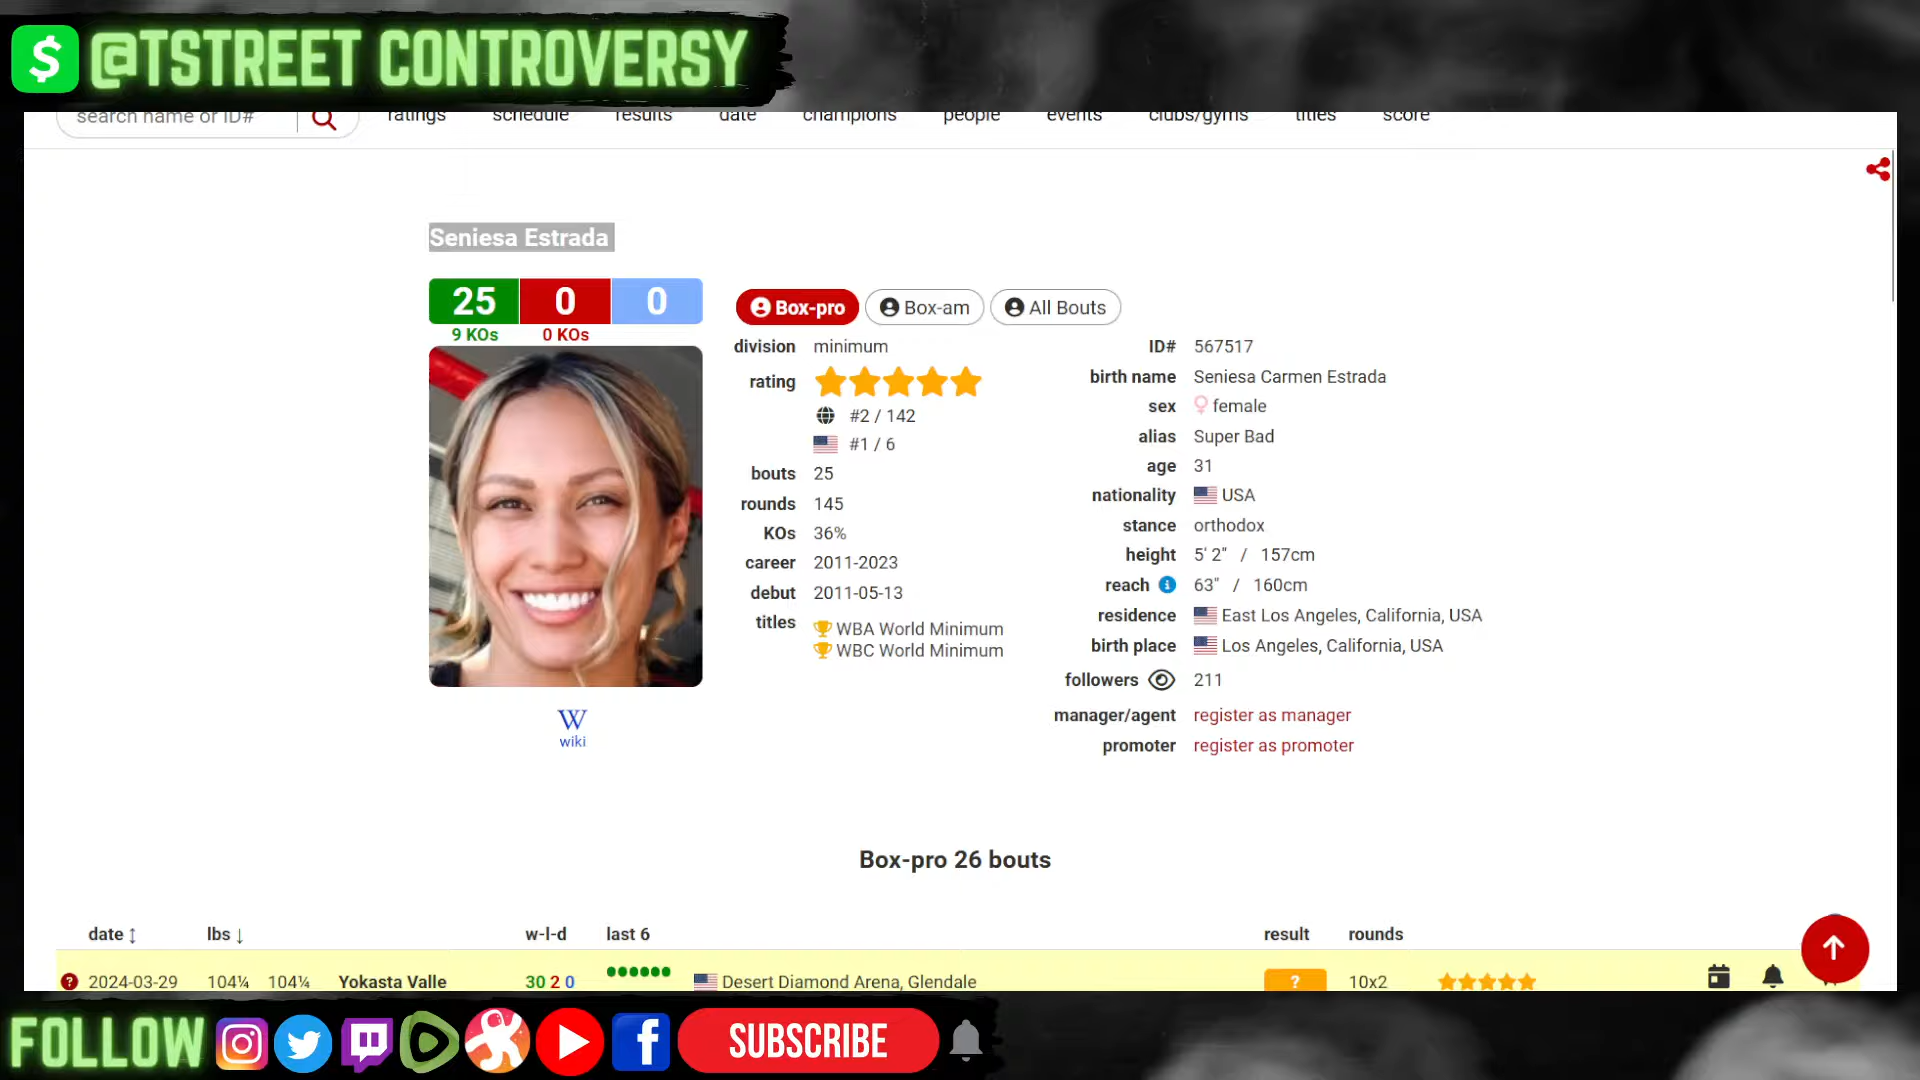 $ @TSTREET CONTROVERSY
search name or ID# ratings schedule results date champions people events clubs/gyms titles score
Seniesa Estrada
25 0 0
9 KOs 0 KOs
Box-pro Box-am All Bouts
division minimum
rating
#2 / 142
#1 / 6
bouts 25
rounds 145
KOs 36%
career 2011-2023
debut 2011-05-13
titles WBA World Minimum
WBC World Minimum
ID# 567517
birth name Seniesa Carmen Estrada
sex female
alias Super Bad
age 31
nationality USA
stance orthodox
height 5' 2" / 157cm
reach 63" / 160cm
residence East Los Angeles, California, USA
birth place Los Angeles, California, USA
followers 211
manager/agent register as manager
promoter register as promoter
W
wiki
Box-pro 26 bouts
date lbs w-l-d last 6 result rounds
? 2024-03-29 104¼ 104¼ Yokasta Valle 30 2 0 Desert Diamond Arena, Glendale ? 10x2
FOLLOW f SUBSCRIBE